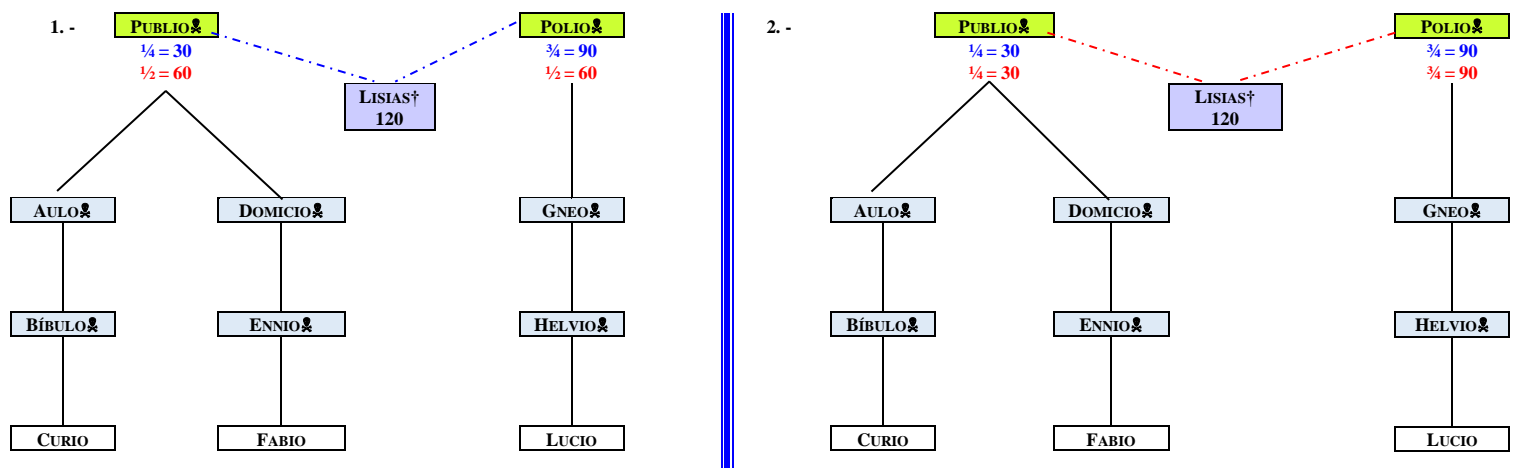 1. -
PUBLIO☠
POLIO☠
¼ = 30
¾ = 90
½ = 60
½ = 60
LISIAS†
120
AULO☠
DOMICIO☠
GNEO☠
BÍBULO☠
ENNIO☠
HELVIO☠
CURIO
FABIO
LUCIO
2. -
PUBLIO☠
POLIO☠
¼ = 30
¾ = 90
¼ = 30
¾ = 90
LISIAS†
120
AULO☠
DOMICIO☠
GNEO☠
BÍBULO☠
ENNIO☠
HELVIO☠
CURIO
FABIO
LUCIO